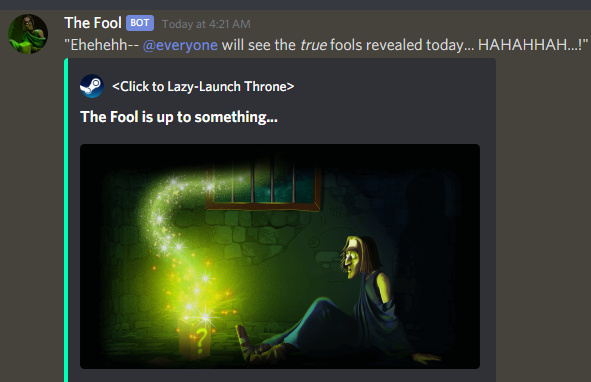 The Fool BOT Today at 4:21 AM
"Ehehehh-- @everyone will see the true fools revealed today... HAHAHHAH...!"
<Click to Lazy-Launch Throne>
The Fool is up to something...
?